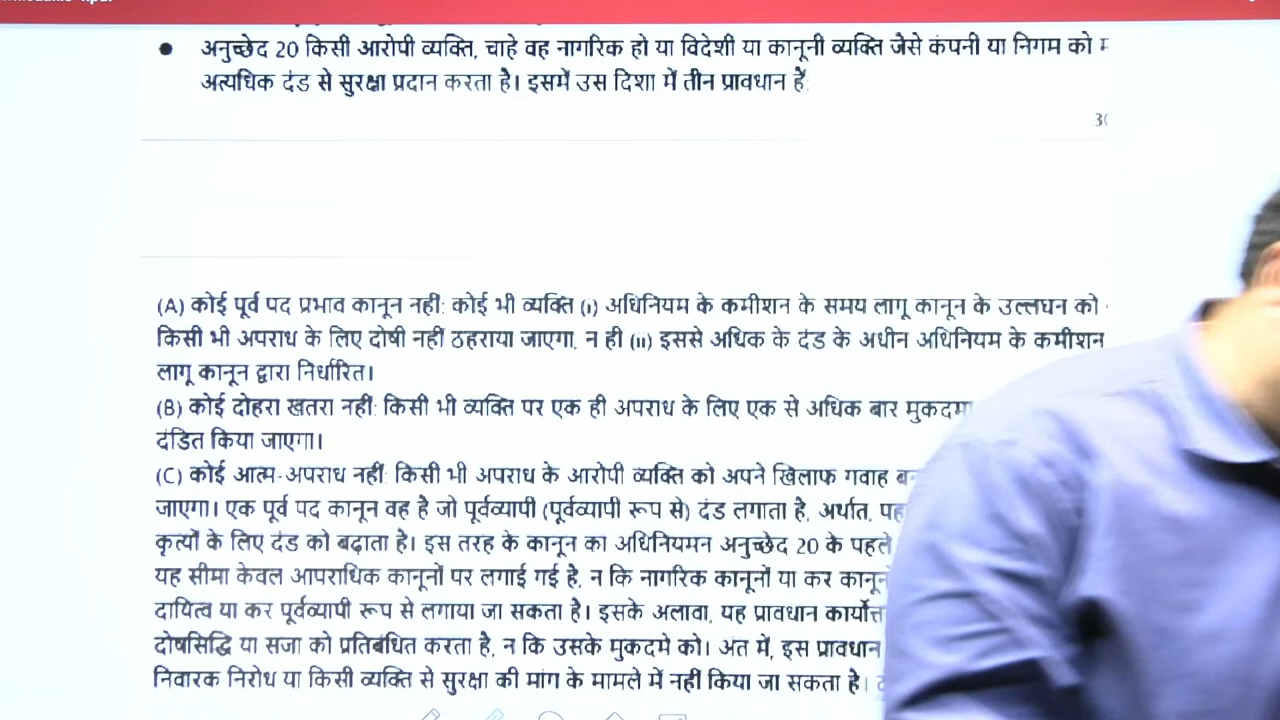 अनुच्छेद 20 किसी आरोपी व्यक्ति, चाहे वह नागरिक हो या विदेशी या कानूनी व्यक्ति जैसे कंपनी या निगम को
अत्यधिक दंड से सुरक्षा प्रदान करता है। इसमें उस दिशा में तीन प्रावधान हैं:
(A) कोई पूर्व पद प्रभाव कानून नहीं: कोई भी व्यक्ति (i) अधिनियम के कमीशन के समय लागू कानून के उल्लंघन को
किसी भी अपराध के लिए दोषी नहीं ठहराया जाएगा, न ही (ii) इससे अधिक के दंड के अधीन अधिनियम के कमीशन
लागू कानून द्वारा निर्धारित।
(B) कोई दोहरा खतरा नहीं: किसी भी व्यक्ति पर एक ही अपराध के लिए एक से अधिक बार मुकदमा
दंडित किया जाएगा।
(C) कोई आत्म-अपराध नहीं: किसी भी अपराध के आरोपी व्यक्ति को अपने खिलाफ गवाह
जाएगा। एक पूर्व पद कानून वह है जो पूर्वव्यापी (पूर्वव्यापी रूप से) दंड लगाता है, अर्थात,
कृत्यों के लिए दंड को बढ़ाता है। इस तरह के कानून का अधिनियमन अनुच्छेद 20 के पहले
यह सीमा केवल आपराधिक कानूनों पर लगाई गई है, न कि नागरिक कानूनों या कर
दायित्व या कर पूर्वव्यापी रूप से लगाया जा सकता है। इसके अलावा, यह प्रावधान
दोषसिद्धि या सजा को प्रतिबंधित करता है, न कि उसके मुकदमे को। अंत में, इस प्रावधान
निवारक निरोध या किसी व्यक्ति से सुरक्षा की मांग के मामले में नहीं किया जा सकता है।